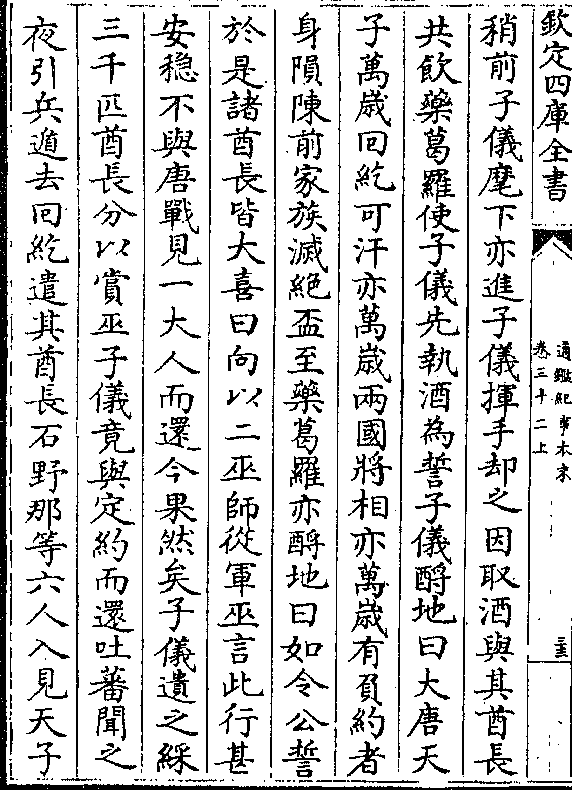 欽定四庫全書
通鑑紀事本末
卷三十二上
稍前子儀麾下亦進子儀揮手却之因取酒與其酋長
共飲藥葛羅使子儀先執酒為誓子儀酹地曰大唐天
子萬歲回紇可汗亦萬歲兩國將相亦萬歲有負約者
身隕陳前家族滅絶盃至藥葛羅亦酹地曰如令公誓
於是諸酋長皆大喜曰向以二巫師從軍巫言此行甚
安穏不與唐戰見一大人而還今果然矣子儀遺之綵
三千匹酋長分以賞巫子儀竟與定約而還吐蕃聞之
夜引兵遁去回紇遣其酋長石野那等六人入見天子